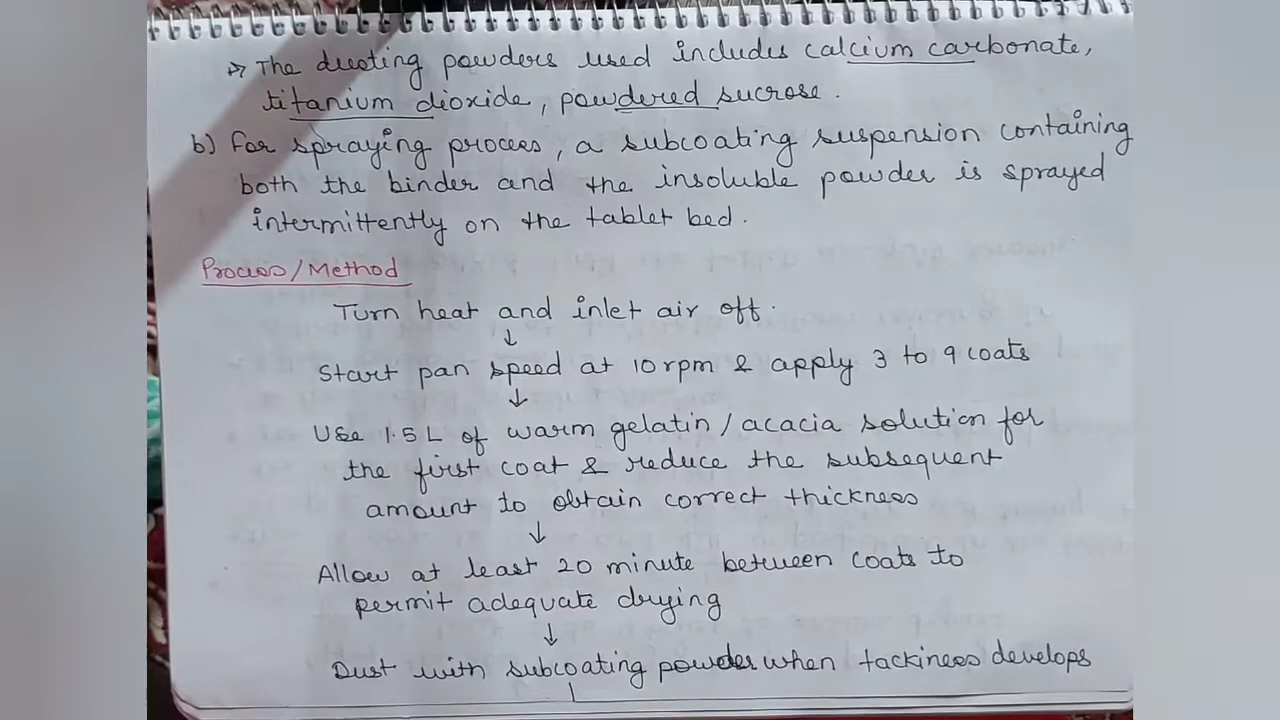 ↠ The dusting powders used includes calcium carbonate,
titanium dioxide, powdered sucrose.
b) For spraying process, a subcoating suspension containing
both the binder and the insoluble powder is sprayed
intermittently on the tablet bed.
Process/Method
Turn heat and inlet air off.
↓
Start pan speed at 10 rpm & apply 3 to 9 coats
↓
Use 1.5 L of warm gelatin / acacia solution for
the first coat & reduce the subsequent
amount to obtain correct thickness
↓
Allow at least 20 minute between coats to
permit adequate drying
↓
Dust with subcoating powder when tackiness develops